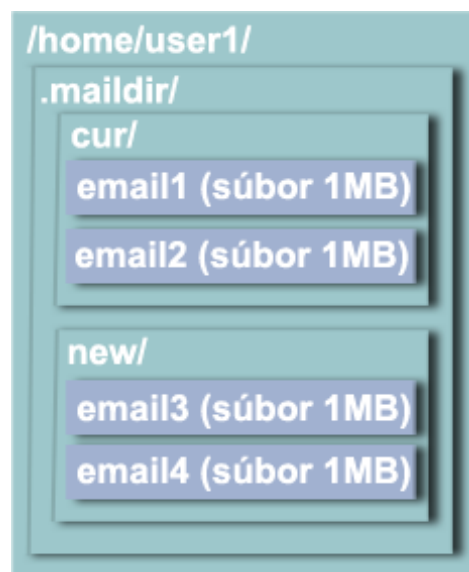 /home/user1/
.maildir/
cur/
email1 (súbor 1MB)
email2 (súbor 1MB)
new/
email3 (súbor 1MB)
email4 (súbor 1MB)